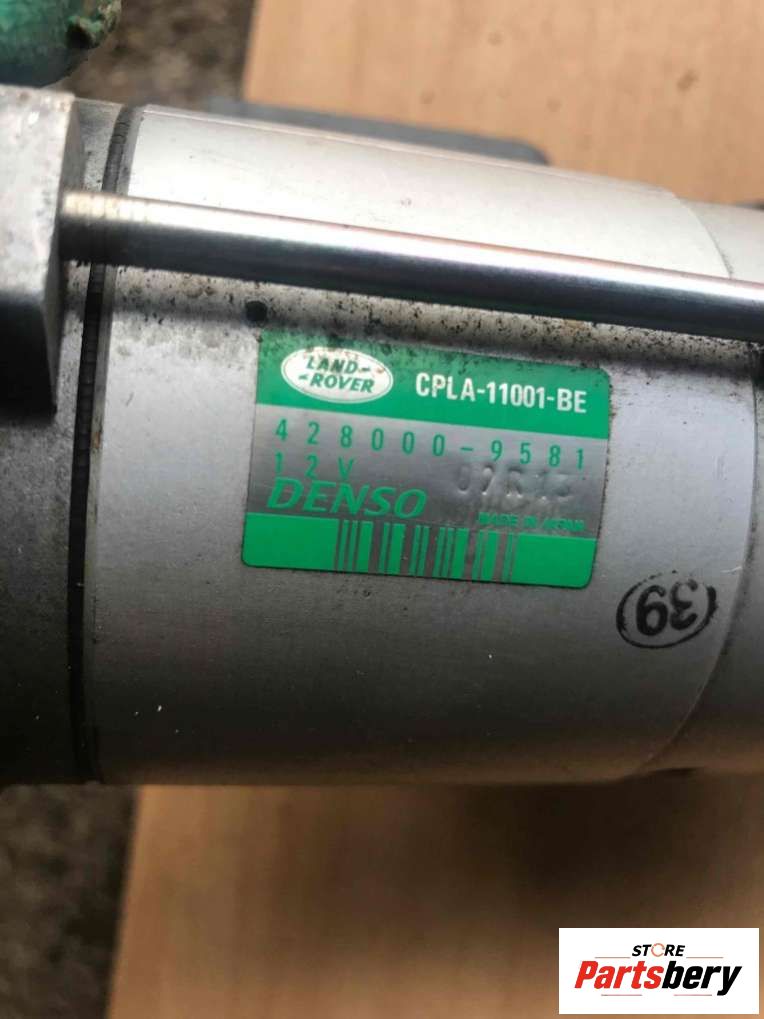 LAND-
-ROVER
CPLA-11001-BE
428000-9581
12V
DENSO
MADE IN JAPAN
(39)
STORE
Partsbery